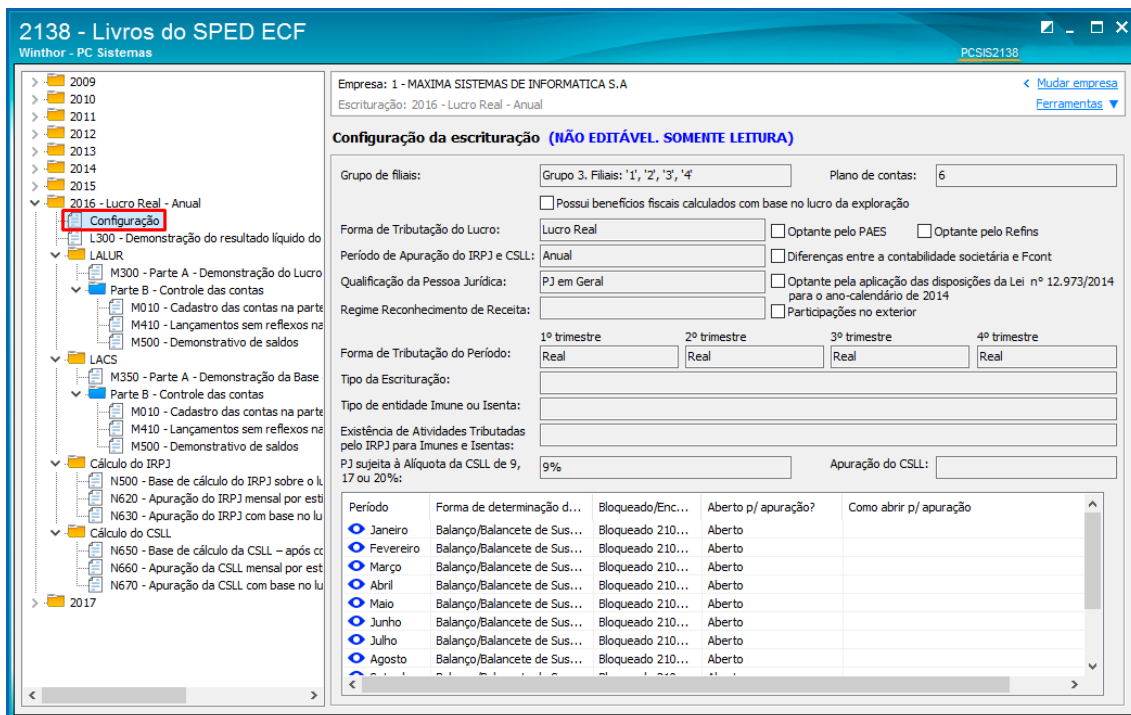 2138 - Livros do SPED ECF
Winthor - PC Sistemas
PCSIS2138
2009
2010
2011
2012
2013
2014
2015
2016 - Lucro Real - Anual
Configuração
L300 - Demonstração do resultado líquido do
LALUR
M300 - Parte A - Demonstração do Lucro
Parte B - Controle das contas
M010 - Cadastro das contas na parte
M410 - Lançamentos sem reflexos na
M500 - Demonstrativo de saldos
LACS
M350 - Parte A - Demonstração da Base
Parte B - Controle das contas
M010 - Cadastro das contas na parte
M410 - Lançamentos sem reflexos na
M500 - Demonstrativo de saldos
Cálculo do IRPJ
N500 - Base de cálculo do IRPJ sobre o lu
N620 - Apuração do IRPJ mensal por esti
N630 - Apuração do IRPJ com base no lu
Cálculo do CSLL
N650 - Base de cálculo da CSLL – após co
N660 - Apuração da CSLL mensal por est
N670 - Apuração da CSLL com base no lu
2017
Empresa: 1 - MAXIMA SISTEMAS DE INFORMATICA S.A
< Mudar empresa
Escrituração: 2016 - Lucro Real - Anual
Ferramentas
Configuração da escrituração (NÃO EDITÁVEL. SOMENTE LEITURA)
Grupo de filiais: Grupo 3. Filiais: '1', '2', '3', '4' Plano de contas: 6
Possui benefícios fiscais calculados com base no lucro da exploração
Forma de Tributação do Lucro: Lucro Real Optante pelo PAES Optante pelo Refins
Período de Apuração do IRPJ e CSLL: Anual Diferenças entre a contabilidade societária e Fcont
Qualificação da Pessoa Jurídica: PJ em Geral Optante pela aplicação das disposições da Lei nº 12.973/2014
para o ano-calendário de 2014
Regime Reconhecimento de Receita: Participações no exterior
1º trimestre 2º trimestre 3º trimestre 4º trimestre
Forma de Tributação do Período: Real Real Real Real
Tipo da Escrituração:
Tipo de entidade Imune ou Isenta:
Existência de Atividades Tributadas
pelo IRPJ para Imunes e Isentas:
PJ sujeita à Alíquota da CSLL de 9,
17 ou 20%: 9% Apuração do CSLL:
Período Forma de determinação d... Bloqueado/Enc... Aberto p/ apuração? Como abrir p/ apuração
Janeiro Balanço/Balancete de Sus... Bloqueado 210... Aberto
Fevereiro Balanço/Balancete de Sus... Bloqueado 210... Aberto
Março Balanço/Balancete de Sus... Bloqueado 210... Aberto
Abril Balanço/Balancete de Sus... Bloqueado 210... Aberto
Maio Balanço/Balancete de Sus... Bloqueado 210... Aberto
Junho Balanço/Balancete de Sus... Bloqueado 210... Aberto
Julho Balanço/Balancete de Sus... Bloqueado 210... Aberto
Agosto Balanço/Balancete de Sus... Bloqueado 210... Aberto